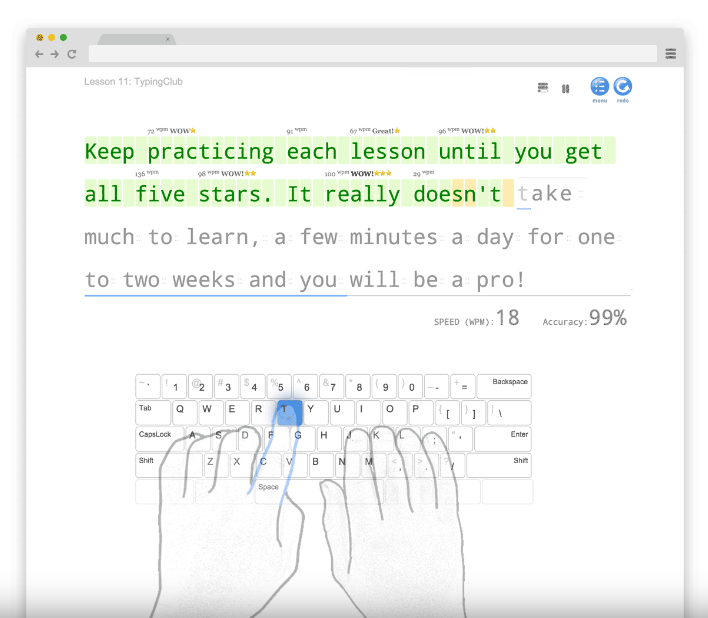 Lesson 11: TypingClub
menu redo
72 wpm WOW! 91 wpm 67 wpm Great! 96 wpm WOW!
Keep practicing each lesson until you get
136 wpm 98 wpm WOW! 100 wpm WOW! 29 wpm
all five stars. It really doesn't take
much to learn, a few minutes a day for one
to two weeks and you will be a pro!
SPEED (WPM): 18 Accuracy: 99%
~ ` ! 1 @ 2 # 3 $ 4 % 5 ^ 6 & 7 * 8 ( 9 ) 0 _ - + = Backspace
Tab Q W E R T Y U I O P { [ } ] | \
CapsLock A S D F G H J K L : ; " ' Enter
Shift Z X C V B N M < , > . ? / Shift
Space